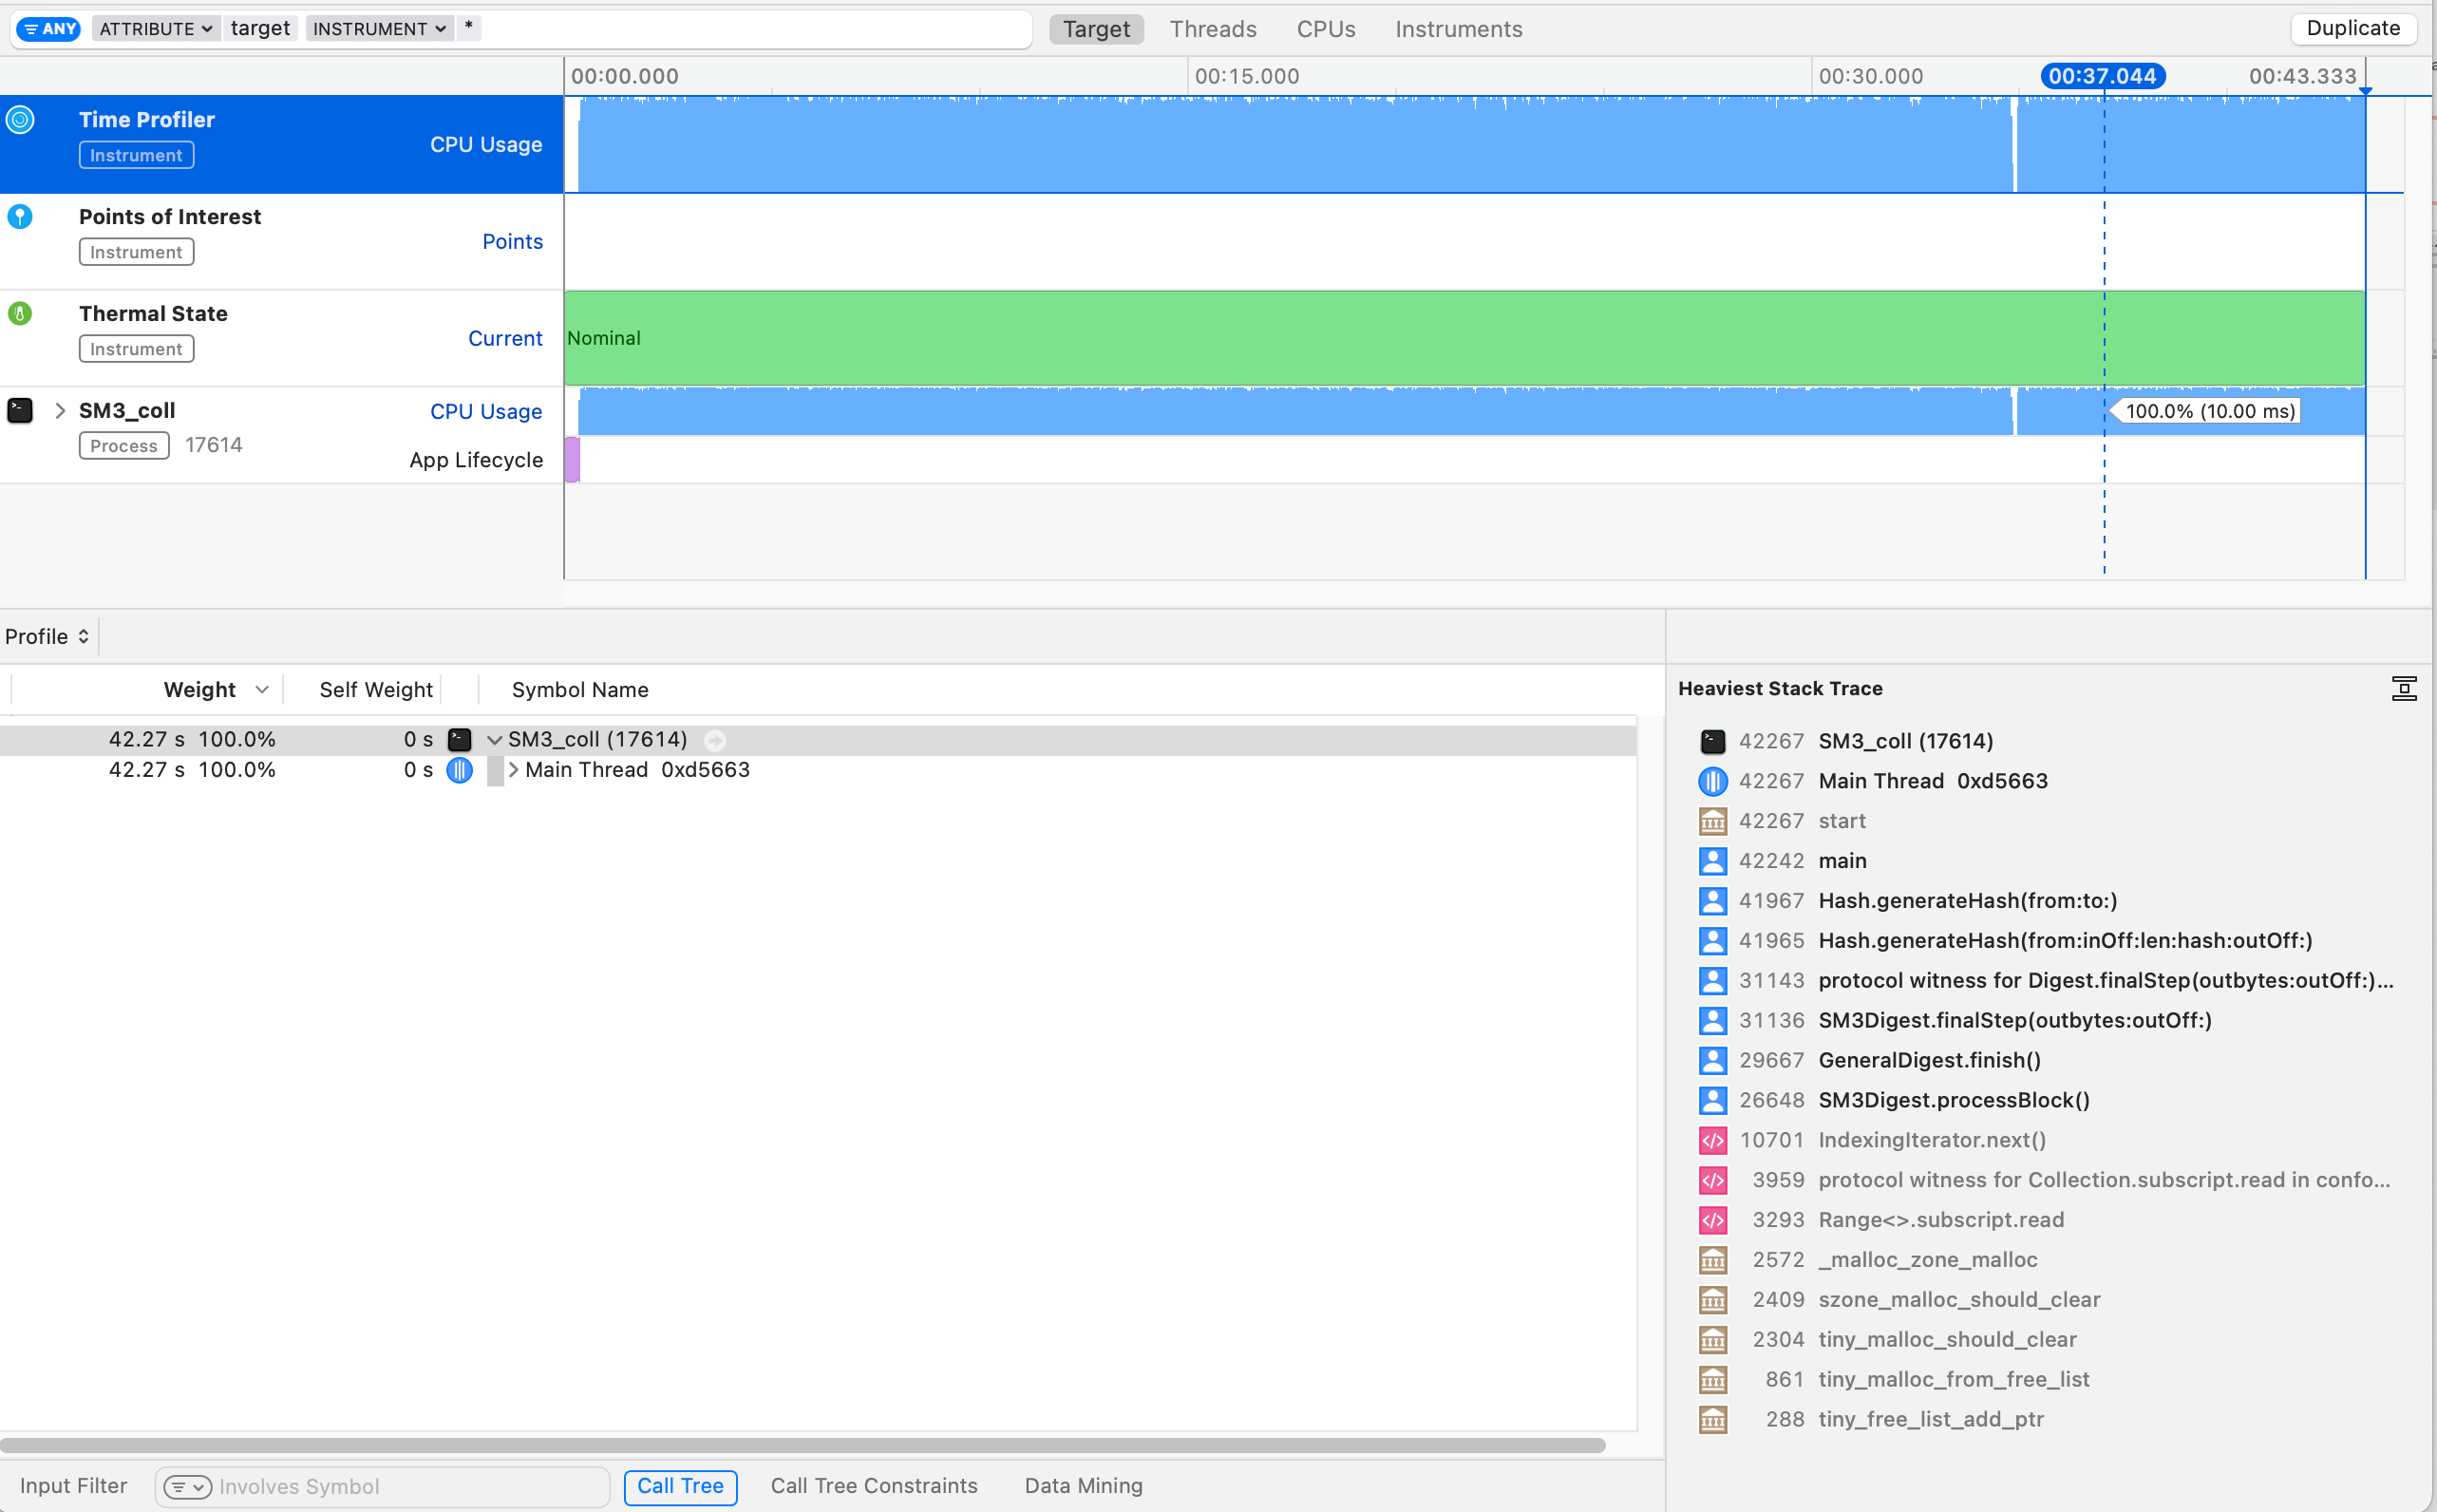 ANY ATTRIBUTE target INSTRUMENT * Target Threads CPUs Instruments Duplicate
00:00.000 00:15.000 00:30.000 00:37.044 00:43.333
Time Profiler
Instrument
CPU Usage
Points of Interest
Instrument
Points
Thermal State
Instrument
Current
Nominal
SM3_coll
CPU Usage
100.0% (10.00 ms)
Process 17614
App Lifecycle
Profile
Weight Self Weight Symbol Name
42.27 s 100.0% 0 s SM3_coll (17614)
42.27 s 100.0% 0 s Main Thread 0xd5663
Heaviest Stack Trace
42267 SM3_coll (17614)
42267 Main Thread 0xd5663
42267 start
42242 main
41967 Hash.generateHash(from:to:)
41965 Hash.generateHash(from:inOff:len:hash:outOff:)
31143 protocol witness for Digest.finalStep(outbytes:outOff:)...
31136 SM3Digest.finalStep(outbytes:outOff:)
29667 GeneralDigest.finish()
26648 SM3Digest.processBlock()
10701 IndexingIterator.next()
3959 protocol witness for Collection.subscript.read in confo...
3293 Range<>.subscript.read
2572 _malloc_zone_malloc
2409 szone_malloc_should_clear
2304 tiny_malloc_should_clear
861 tiny_malloc_from_free_list
288 tiny_free_list_add_ptr
Input Filter Involves Symbol Call Tree Call Tree Constraints Data Mining